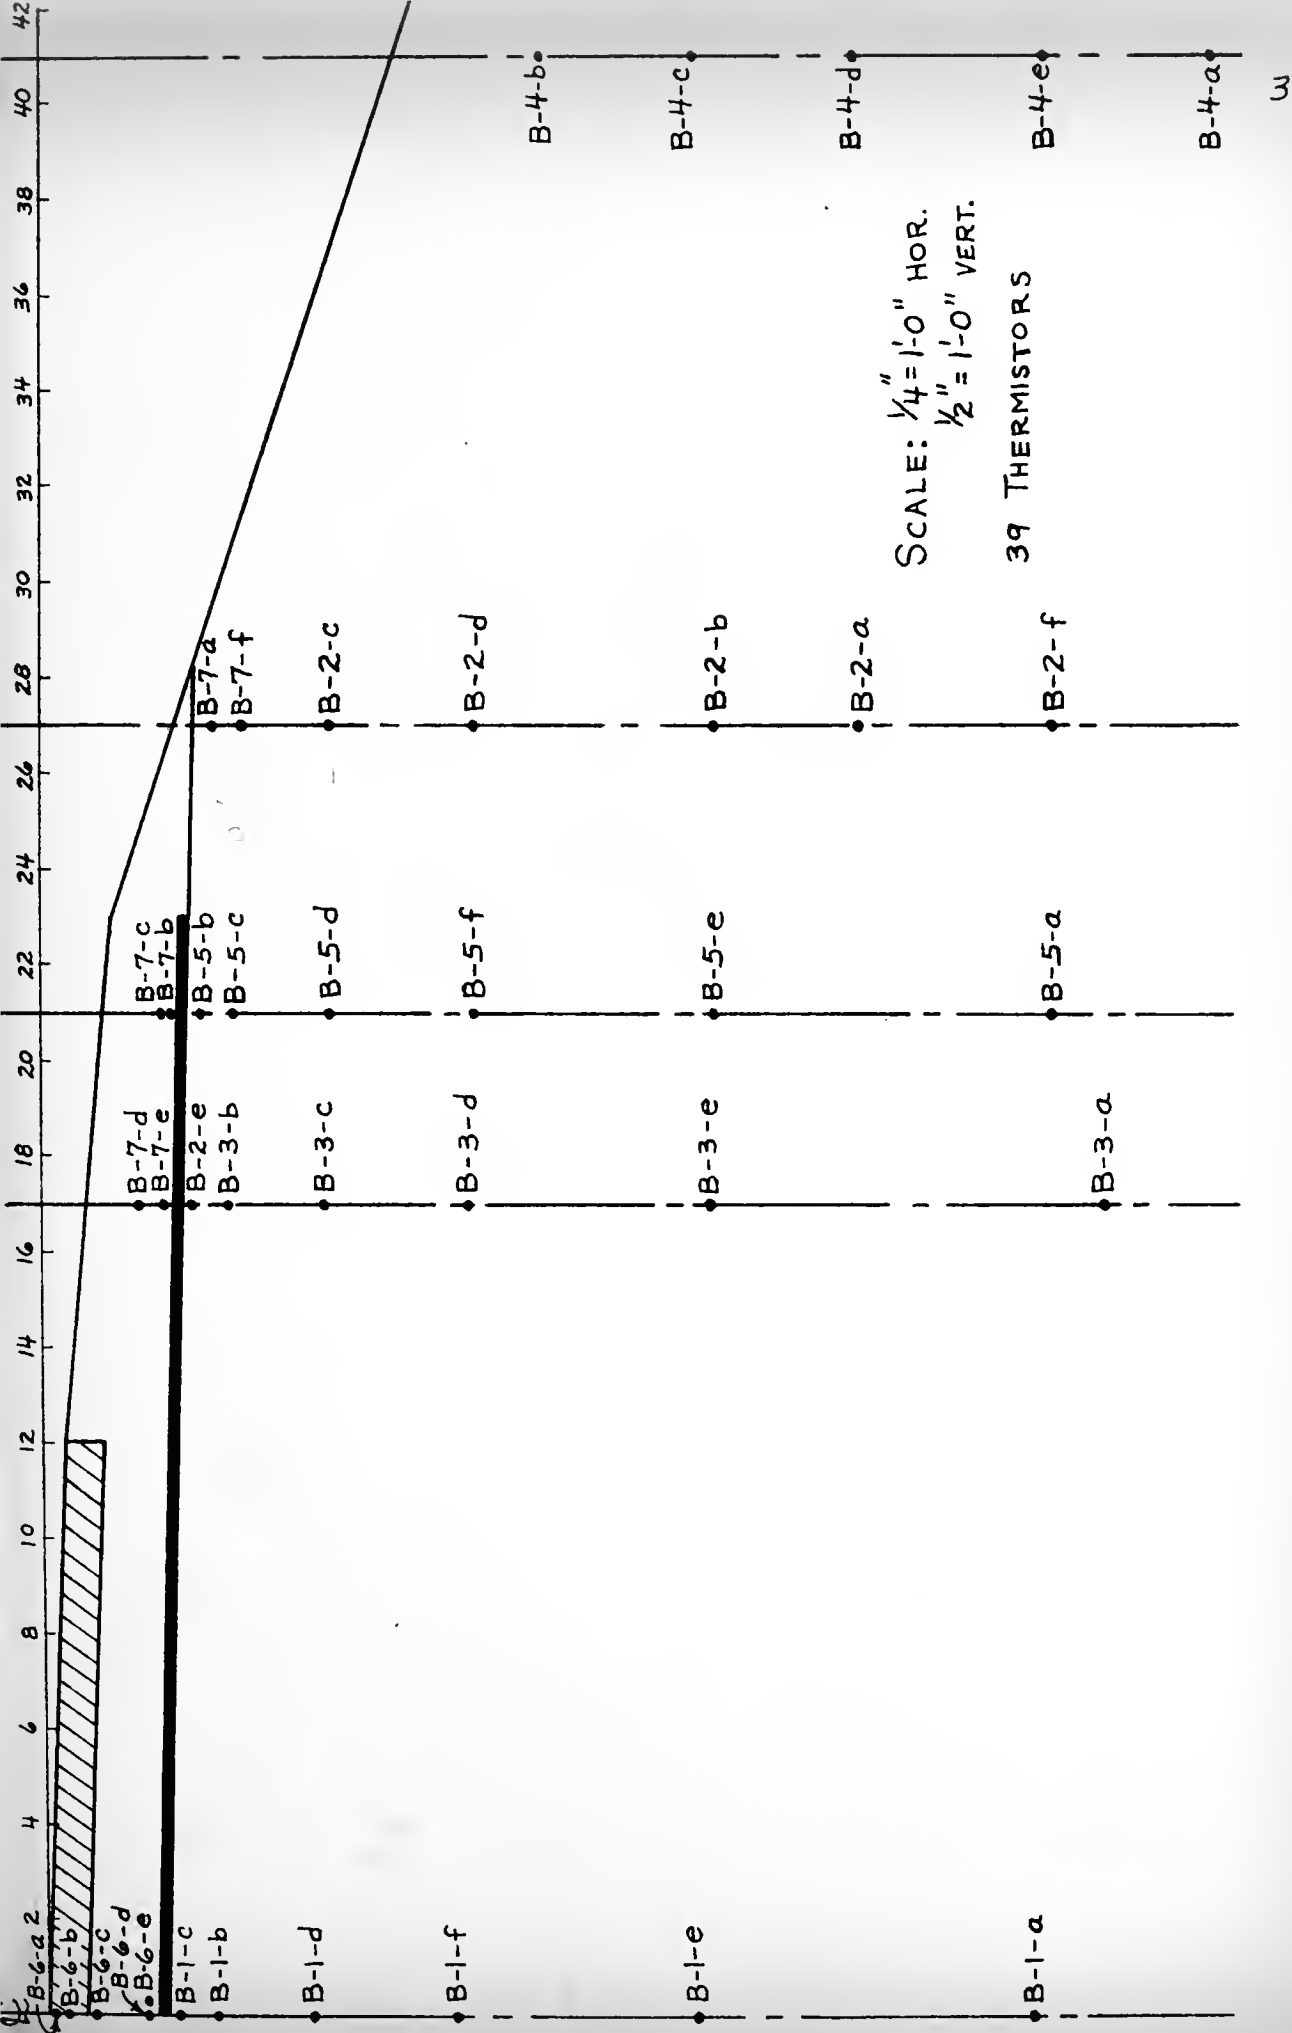 ℄
2
4
6
8
10
12
14
16
18
20
22
24
26
28
30
32
34
36
38
40
42
B-6-a
B-6-b
B-6-c
B-6-d
B-6-e
B-1-c
B-1-b
B-1-d
B-1-f
B-1-e
B-1-a
B-7-d
B-7-e
B-2-e
B-3-b
B-3-c
B-3-d
B-3-e
B-3-a
B-7-c
B-7-b
B-5-b
B-5-c
B-5-d
B-5-f
B-5-e
B-5-a
B-7-a
B-7-f
B-2-c
B-2-d
B-2-b
B-2-a
B-2-f
B-4-b
B-4-c
B-4-d
B-4-e
B-4-a
SCALE: 1/4" = 1'-0" HOR.
1/2" = 1'-0" VERT.
39 THERMISTORS
3